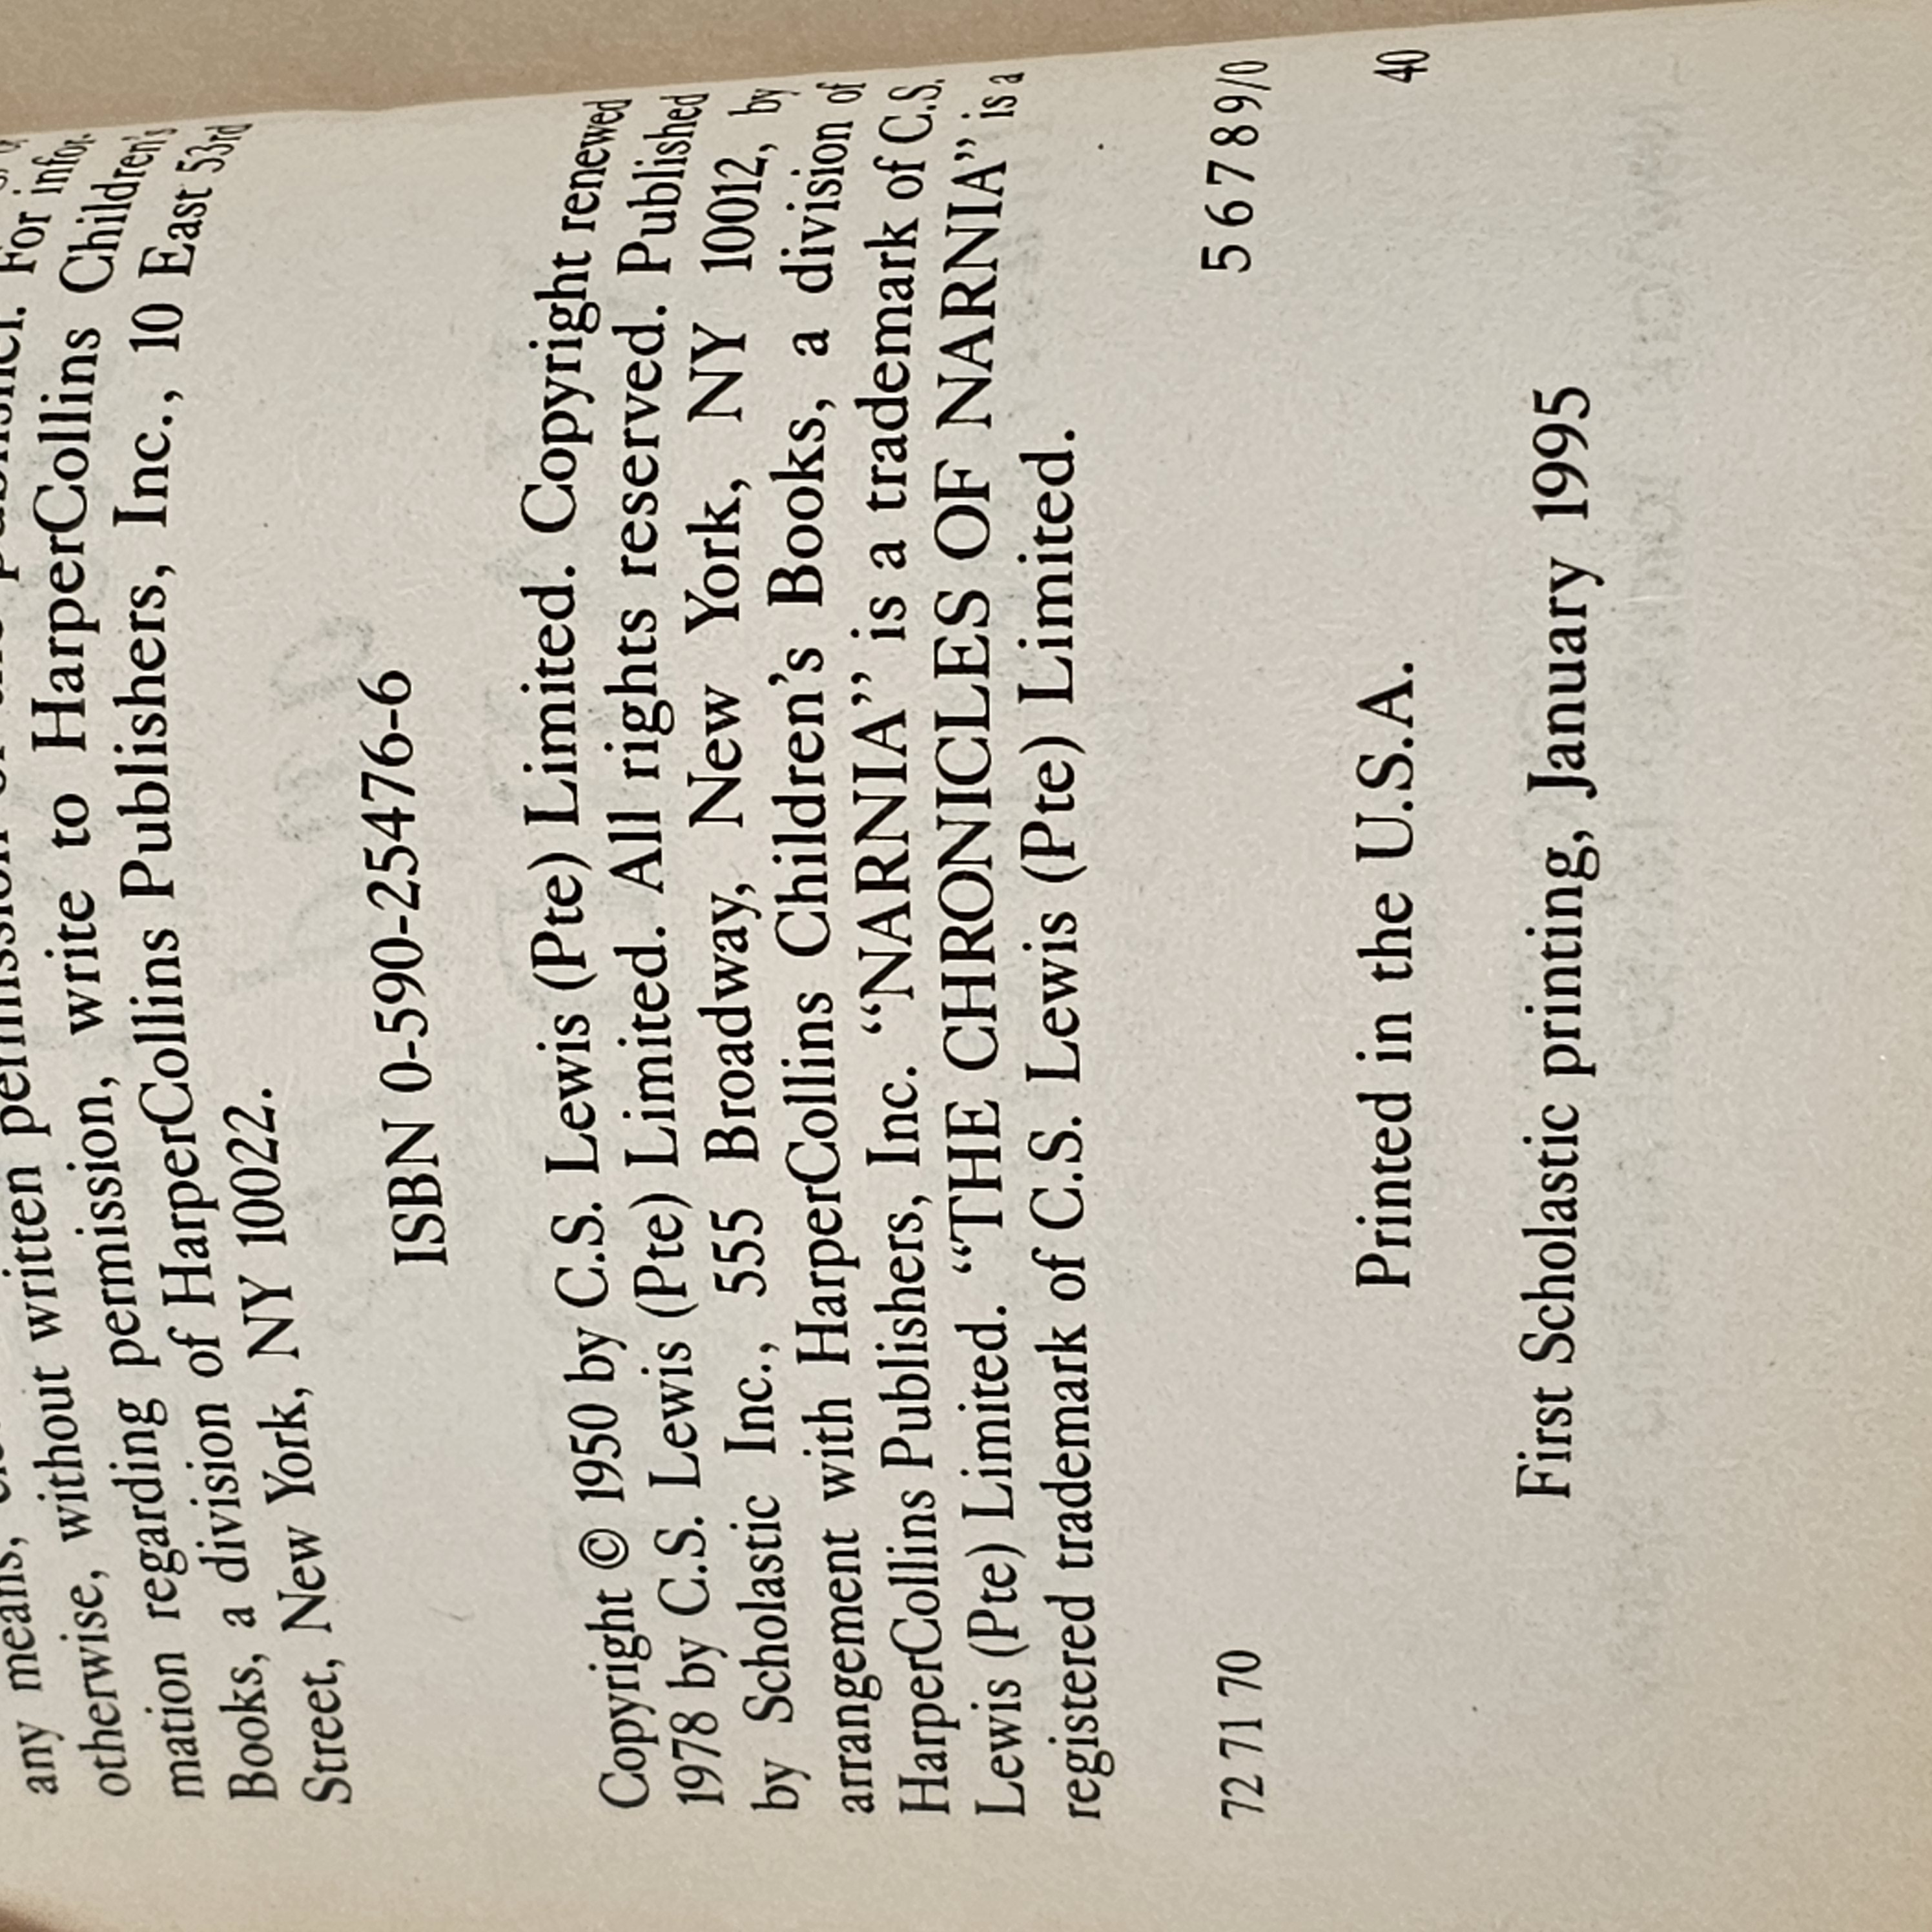 any means,
otherwise, without written permission of the publisher. For infor-
mation regarding permission, write to HarperCollins Children's
Books, a division of HarperCollins Publishers, Inc., 10 East 53rd
Street, New York, NY 10022.
ISBN 0-590-25476-6
Copyright © 1950 by C.S. Lewis (Pte) Limited. Copyright renewed
1978 by C.S. Lewis (Pte) Limited. All rights reserved. Published
by Scholastic Inc., 555 Broadway, New York, NY 10012, by
arrangement with HarperCollins Children’s Books, a division of
HarperCollins Publishers, Inc. “NARNIA” is a trademark of C.S.
Lewis (Pte) Limited. “THE CHRONICLES OF NARNIA” is a
registered trademark of C.S. Lewis (Pte) Limited.
72 71 70 5 6 7 8 9/0
Printed in the U.S.A. 40
First Scholastic printing, January 1995